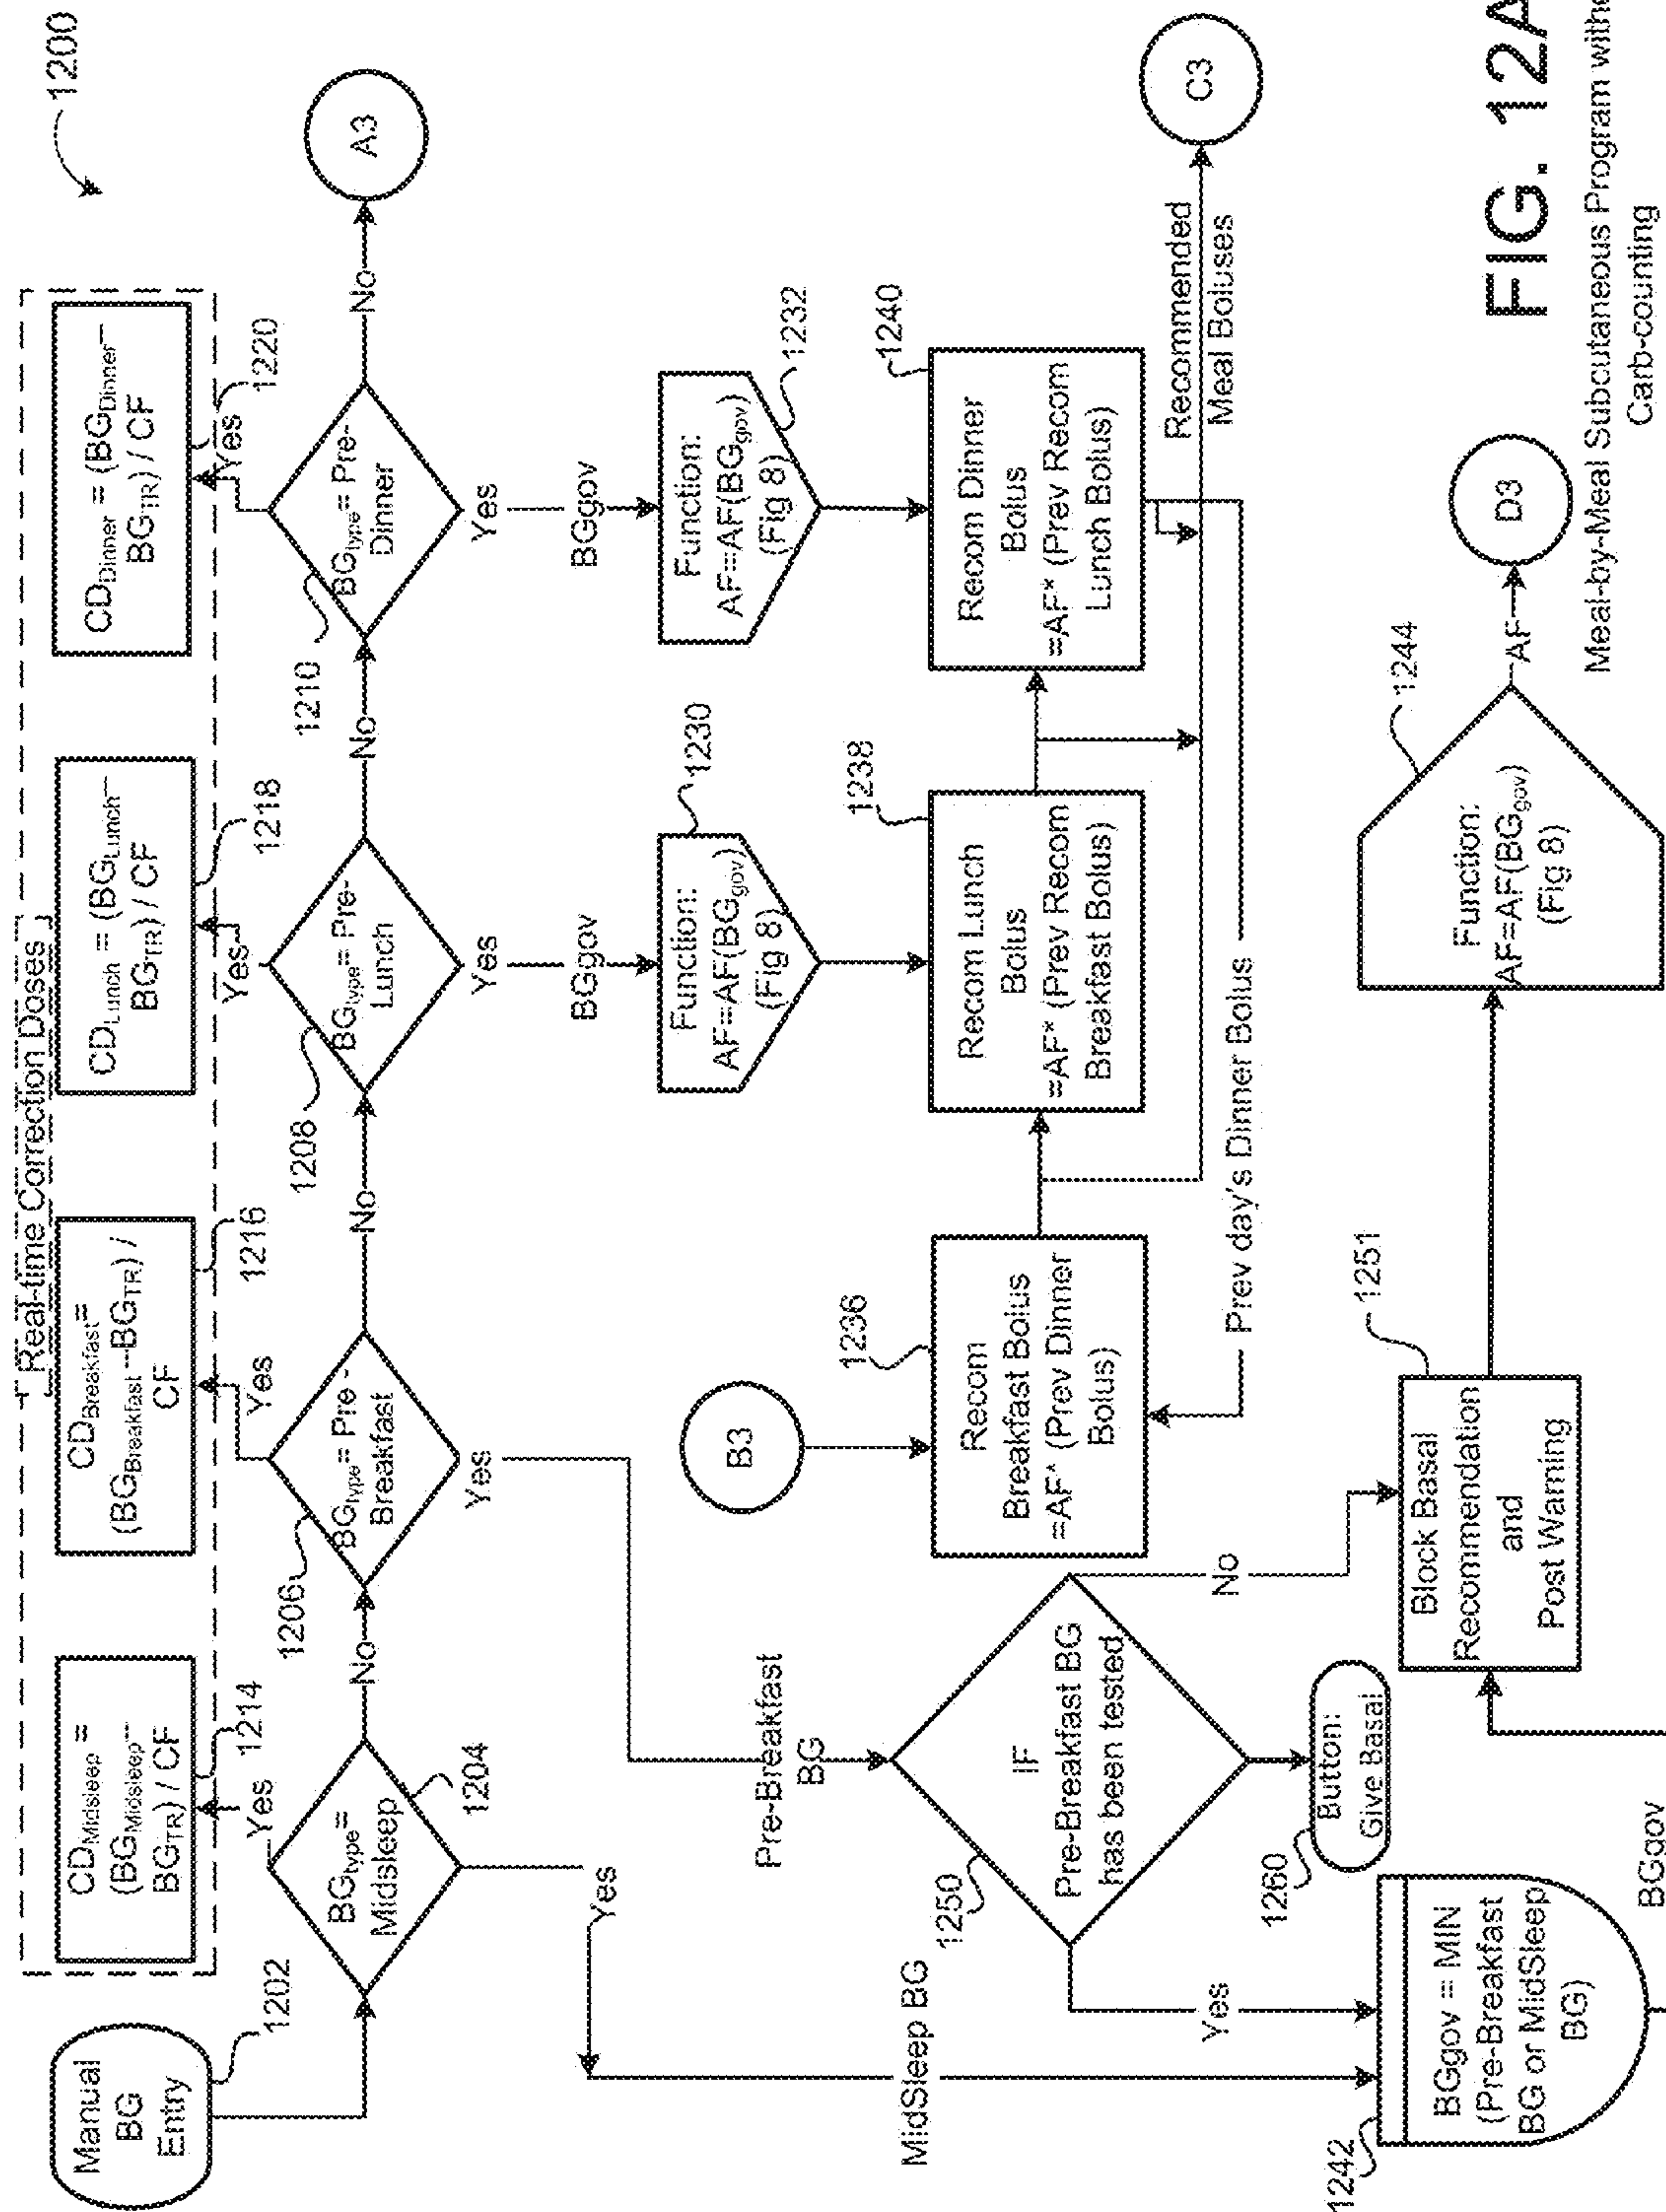 1200
Real-time Correction Doses
Manual
BG
Entry
1202
CDMidsleep =
(BGMidsleep—
BGTR) / CF
1214
CDBreakfast=
(BGBreakfast --BGTR) /
CF
1216
CDLunch = (BGLunch—
BGTR) / CF
1218
CDDinner = (BGDinner—
BGTR) / CF
1220
Yes
Yes
Yes
Yes
BGtype=
Midsleep
1204
No
1206
BGtype= Pre-
Breakfast
No
1208
BGtype= Pre-
Lunch
No
1210
BGtype= Pre-
Dinner
No
A3
Yes
Yes
Yes
Yes
BGgov
BGgov
Function:
AF=AF(BGgov)
(Fig 8)
1230
Function:
AF=AF(BGgov)
(Fig 8)
1232
Pre-Breakfast
BG
B3
1236
Recom
Breakfast Bolus
=AF* (Prev Dinner
Bolus)
1238
Recom Lunch
Bolus
=AF* (Prev Recom
Breakfast Bolus)
1240
Recom Dinner
Bolus
=AF* (Prev Recom
Lunch Bolus)
Recommended
Meal Boluses
C3
MidSleep BG
1250
IF
Pre-Breakfast BG
has been tested
No
Yes
Prev day's Dinner Bolus
1260
Button:
Give Basal
1242
BGgov = MIN
(Pre-Breakfast
BG or MidSleep
BG)
BGgov
1251
Block Basal
Recommendation
and
Post Warning
1244
Function:
AF=AF(BGgov)
(Fig 8)
AF
D3
FIG. 12A
Meal-by-Meal Subcutaneous Program withe
Carb-counting